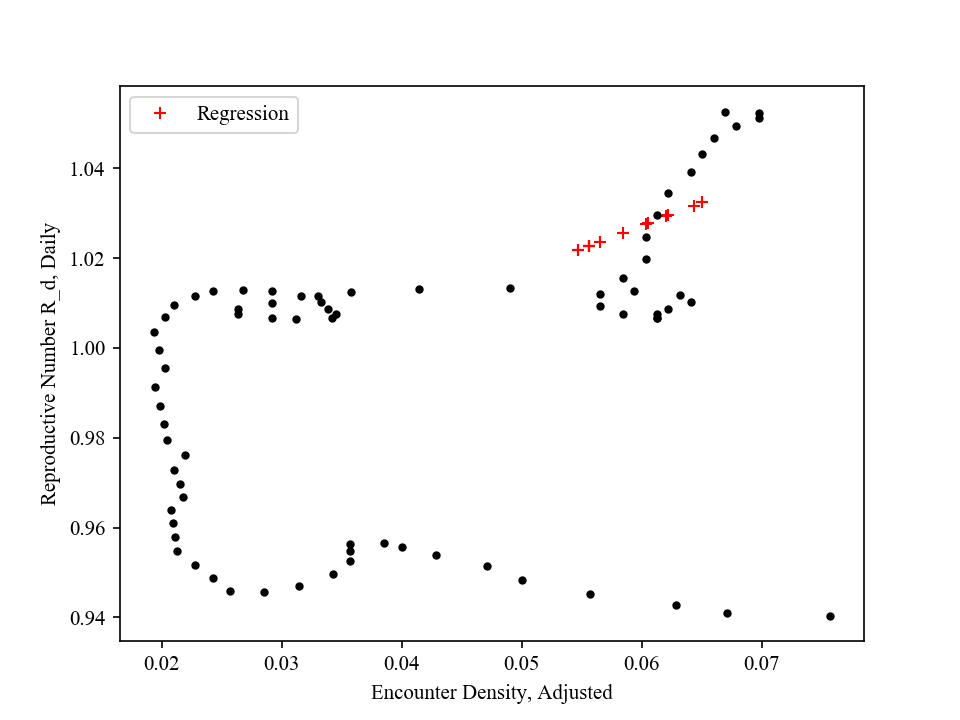 Regression
1.04
1.02
1.00
0.98
0.96
0.94
Reproductive Number R_d, Daily
0.02 0.03 0.04 0.05 0.06 0.07
Encounter Density, Adjusted